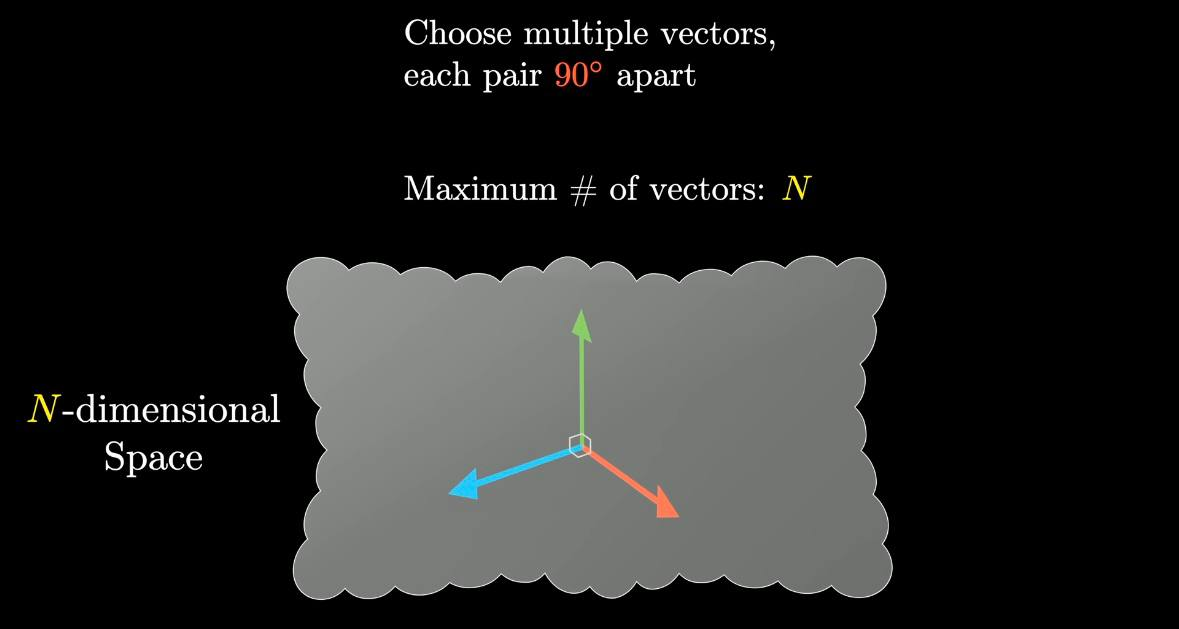 Choose multiple vectors,
each pair 90° apart
Maximum # of vectors: N
N-dimensional
Space